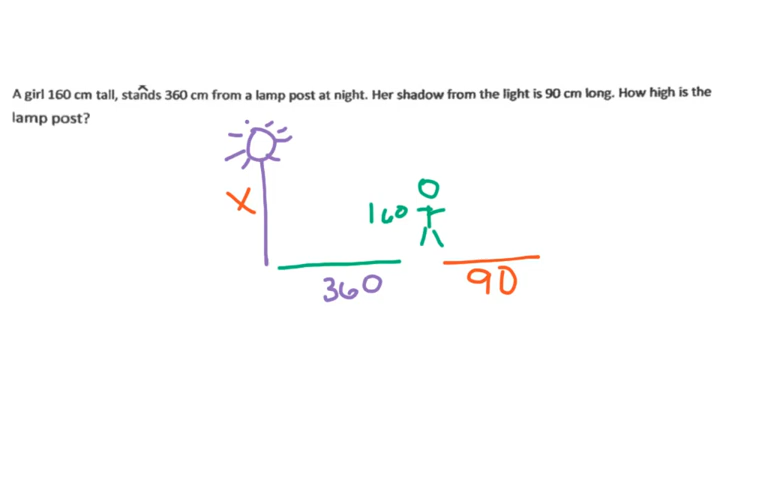 A girl 160 cm tall, stands 360 cm from a lamp post at night. Her shadow from the light is 90 cm long. How high is the
lamp post?
X
160
360
90